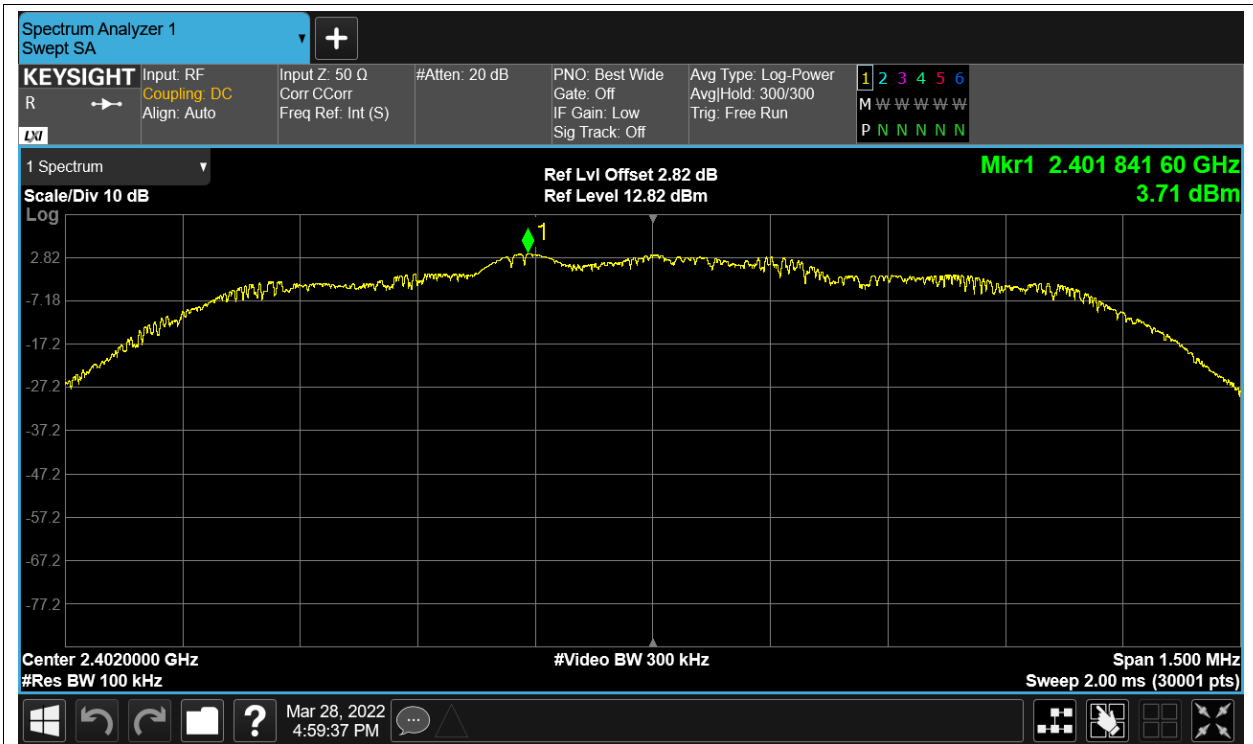 Spectrum Analyzer 1
Swept SA
KEYSIGHT
R
LXI
Input: RF
Coupling: DC
Align: Auto
Input Z: 50 Ω
Corr CCorr
Freq Ref: Int (S)
#Atten: 20 dB
PNO: Best Wide
Gate: Off
IF Gain: Low
Sig Track: Off
Avg Type: Log-Power
Avg|Hold: 300/300
Trig: Free Run
1 2 3 4 5 6
M W W W W W W
P N N N N N N
1 Spectrum
Scale/Div 10 dB
Log
Ref Lvl Offset 2.82 dB
Ref Level 12.82 dBm
Mkr1 2.401 841 60 GHz
3.71 dBm
1
2.82
-7.18
-17.2
-27.2
-37.2
-47.2
-57.2
-67.2
-77.2
Center 2.4020000 GHz
#Res BW 100 kHz
#Video BW 300 kHz
Span 1.500 MHz
Sweep 2.00 ms (30001 pts)
?
Mar 28, 2022
4:59:37 PM